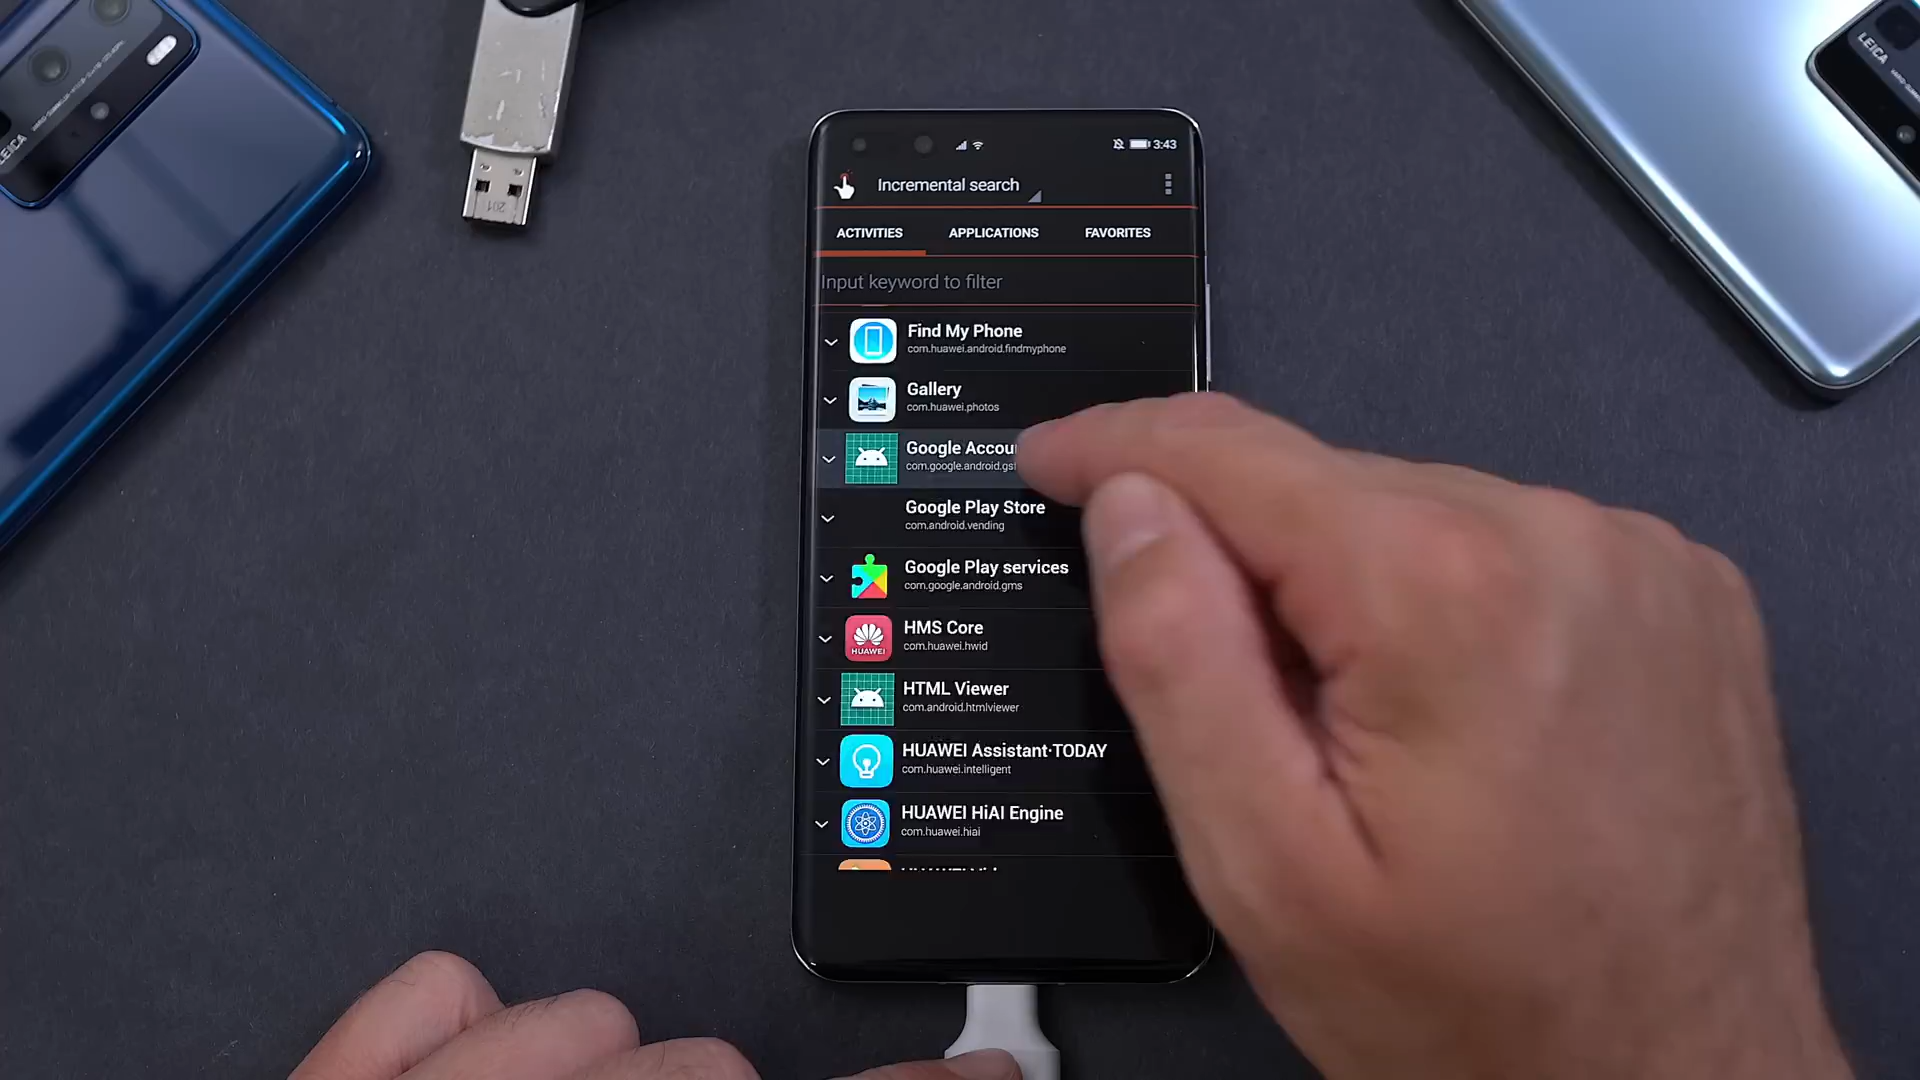 LEICA
LEICA
201
3:43
Incremental search
ACTIVITIES
APPLICATIONS
FAVORITES
Input keyword to filter
Find My Phone
com.huawei.android.findmyphone
Gallery
com.huawei.photos
Google Accou
com.google.android.gsf
Google Play Store
com.android.vending
Google Play services
com.google.android.gms
HMS Core
com.huawei.hwid
HUAWEI
HTML Viewer
com.android.htmlviewer
HUAWEI Assistant·TODAY
com.huawei.intelligent
HUAWEI HiAI Engine
com.huawei.hiai